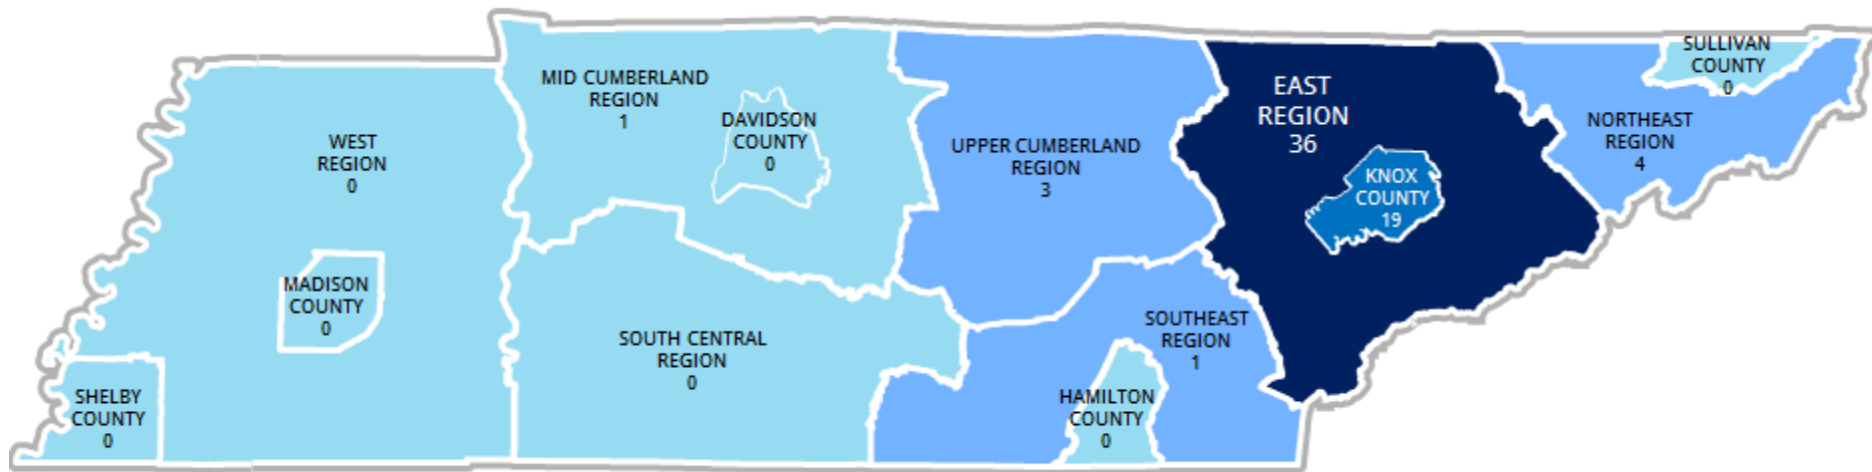 WEST
REGION
0
MADISON
COUNTY
0
SHELBY
COUNTY
0
MID CUMBERLAND
REGION
1
DAVIDSON
COUNTY
0
SOUTH CENTRAL
REGION
0
UPPER CUMBERLAND
REGION
3
SOUTHEAST
REGION
1
HAMILTON
COUNTY
0
EAST
REGION
36
KNOX
COUNTY
19
SULLIVAN
COUNTY
0
NORTHEAST
REGION
4